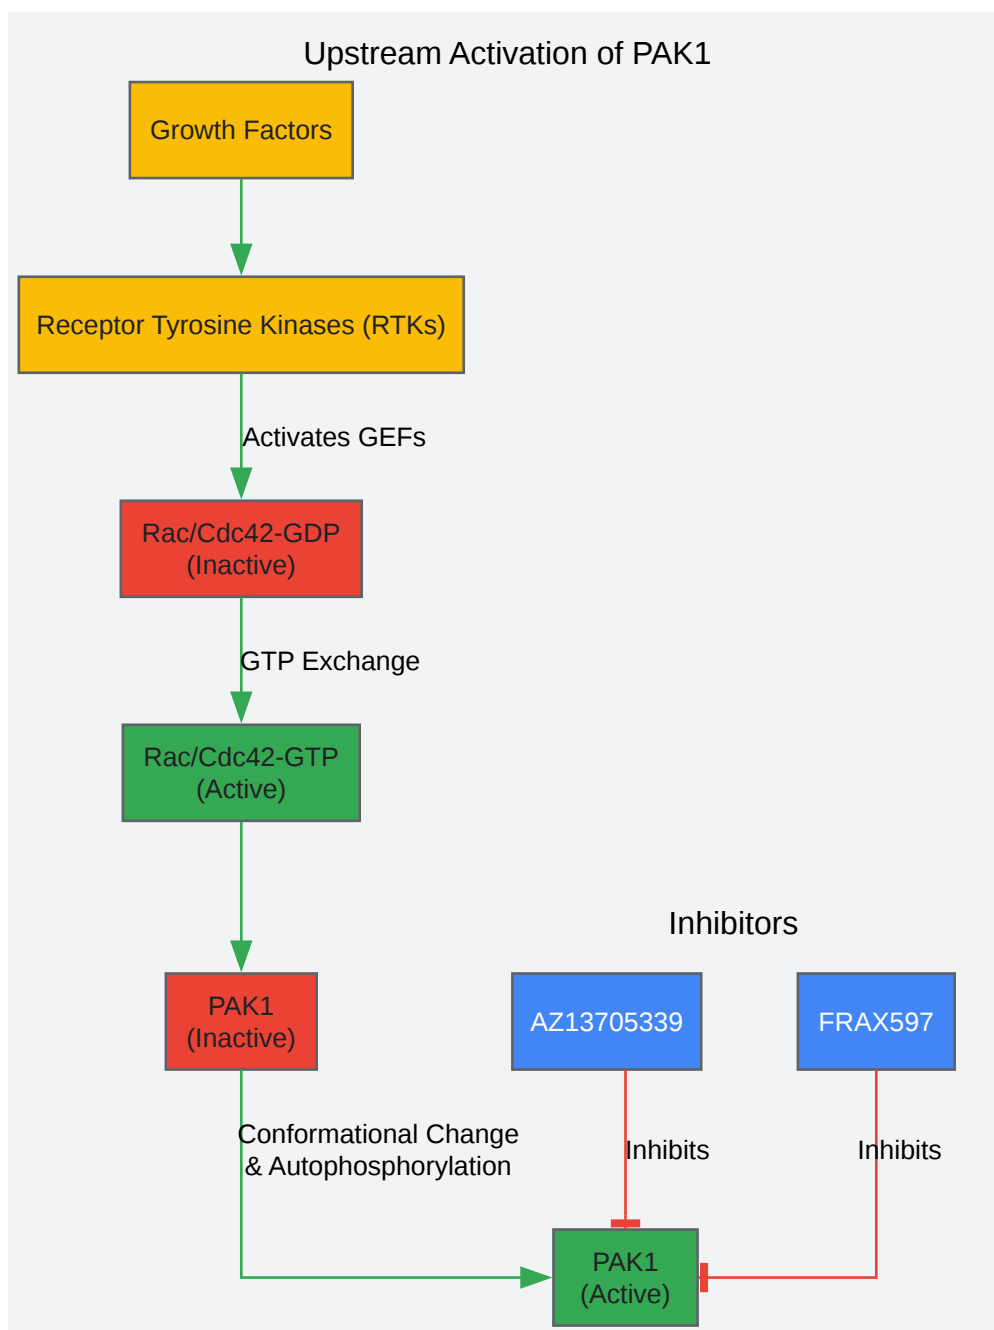 Upstream Activation of PAK1
Growth Factors
Receptor Tyrosine Kinases (RTKs)
Activates GEFs
Rac/Cdc42-GDP
(Inactive)
GTP Exchange
Rac/Cdc42-GTP
(Active)
Inhibitors
PAK1
(Inactive)
AZ13705339
FRAX597
Conformational Change
& Autophosphorylation
Inhibits
Inhibits
PAK1
(Active)